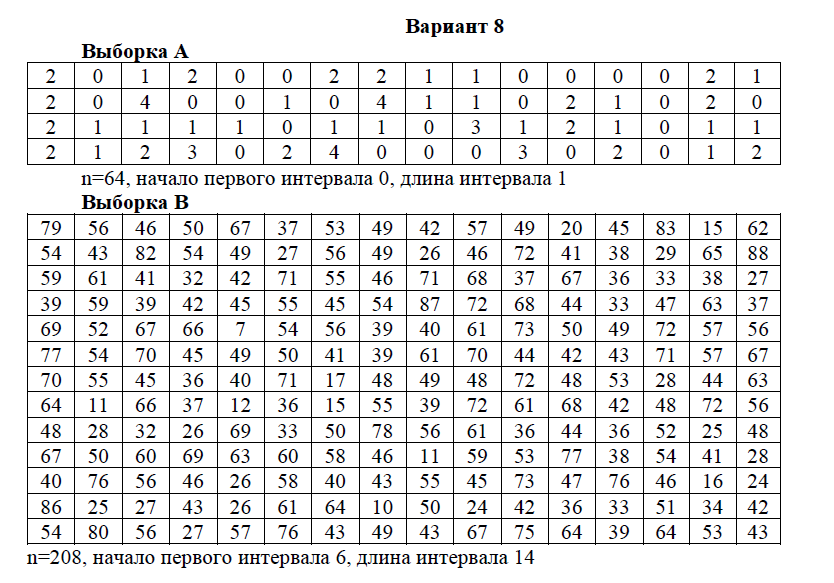 Вариант 8
Выборка А
2 0 1 2 0 0 2 2 1 1 0 0 0 0 2 1
2 0 4 0 0 1 0 4 1 1 0 2 1 0 2 0
2 1 1 1 1 0 1 1 0 3 1 2 1 0 1 1
2 1 2 3 0 2 4 0 0 0 3 0 2 0 1 2
n=64, начало первого интервала 0, длина интервала 1
Выборка В
79 56 46 50 67 37 53 49 42 57 49 20 45 83 15 62
54 43 82 54 49 27 56 49 26 46 72 41 38 29 65 88
59 61 41 32 42 71 55 46 71 68 37 67 36 33 38 27
39 59 39 42 45 55 45 54 87 72 68 44 33 47 63 37
69 52 67 66 7 54 56 39 40 61 73 50 49 72 57 56
77 54 70 45 49 50 41 39 61 70 44 42 43 71 57 67
70 55 45 36 40 71 17 48 49 48 72 48 53 28 44 63
64 11 66 37 12 36 15 55 39 72 61 68 42 48 72 56
48 28 32 26 69 33 50 78 56 61 36 44 36 52 25 48
67 50 60 69 63 60 58 46 11 59 53 77 38 54 41 28
40 76 56 46 26 58 40 43 55 45 73 47 76 46 16 24
86 25 27 43 26 61 64 10 50 24 42 36 33 51 34 42
54 80 56 27 57 76 43 49 43 67 75 64 39 64 53 43
n=208, начало первого интервала 6, длина интервала 14